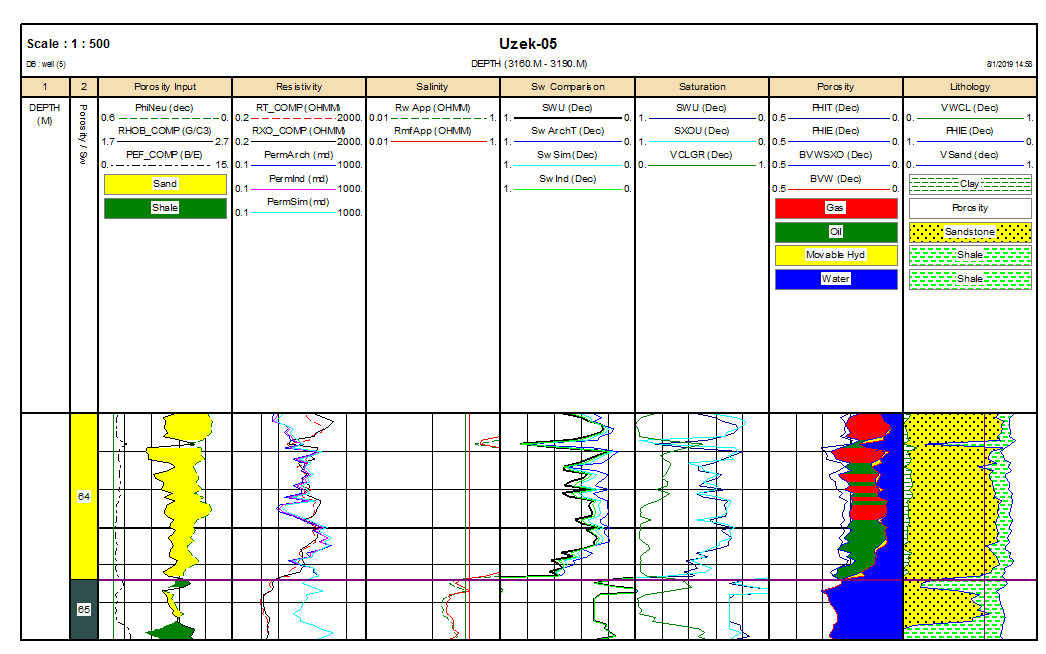 Scale : 1 : 500
Uzek-05
DB : well (5)
DEPTH (3160.M - 3190.M)
8/1/2019 14:58
1
2
Porosity Input
Resistivity
Salinity
Sw Comparison
Saturation
Porosity
Lithology
DEPTH
(M)
Porosity / Sw
PhiNeu (dec)
0.6 0.
RHOB_COMP (G/C3)
1.7 2.7
PEF_COMP (B/E)
0. 15.
Sand
Shale
RT_COMP (OHMM)
0.2 2000.
RXO_COMP (OHMM)
0.2 2000.
PermArch (md)
0.1 1000.
PermInd (md)
0.1 1000.
PermSim (md)
0.1 1000.
Rw App (OHMM)
0.01 1.
RmfApp (OHMM)
0.01 1.
SWU (Dec)
1. 0.
Sw ArchT (Dec)
1. 0.
Sw Sim (Dec)
1. 0.
Sw Ind (Dec)
1. 0.
SWU (Dec)
1. 0.
SXOU (Dec)
1. 0.
VCLGR (Dec)
0. 1.
PHIT (Dec)
0.5 0.
PHIE (Dec)
0.5 0.
BVWSXO (Dec)
0.5 0.
BVW (Dec)
0.5 0.
Gas
Oil
Movable Hyd
Water
VWCL (Dec)
0. 1.
PHIE (Dec)
1. 0.
VSand (dec)
0. 1.
Clay
Porosity
Sandstone
Shale
Shale
64
65